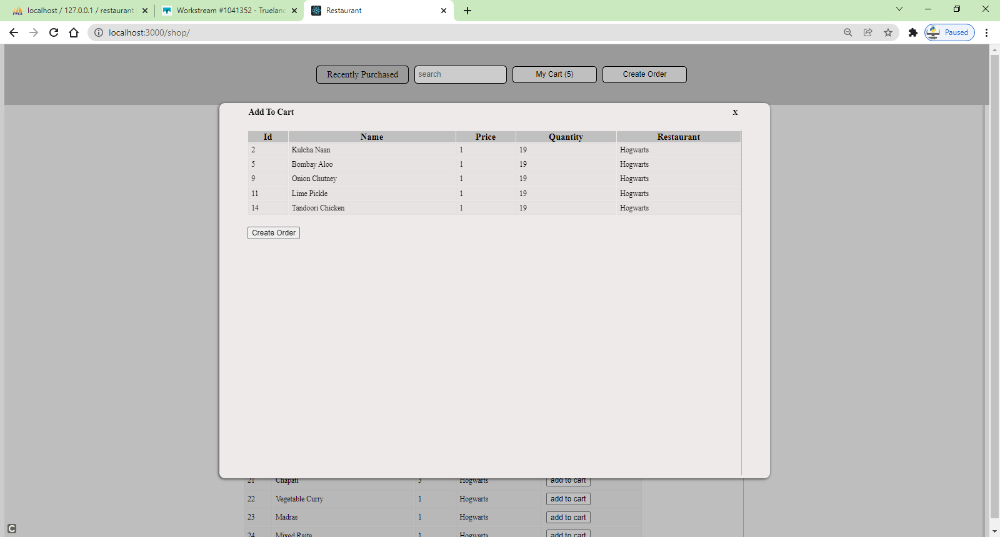 localhost / 127.0.0.1 / restaurant
Workstream #1041352 - Truelanc
Restaurant
localhost:3000/shop/
Paused
Recently Purchased
search
My Cart (5)
Create Order
Add To Cart
X
Id Name Price Quantity Restaurant
2 Kulcha Naan 1 19 Hogwarts
5 Bombay Aloo 1 19 Hogwarts
9 Onion Chutney 1 19 Hogwarts
11 Lime Pickle 1 19 Hogwarts
14 Tandoori Chicken 1 19 Hogwarts
Create Order
21 Chapati 3 Hogwarts add to cart
22 Vegetable Curry 1 Hogwarts add to cart
23 Madras 1 Hogwarts add to cart
24 Mixed Raita 1 Hogwarts add to cart
C